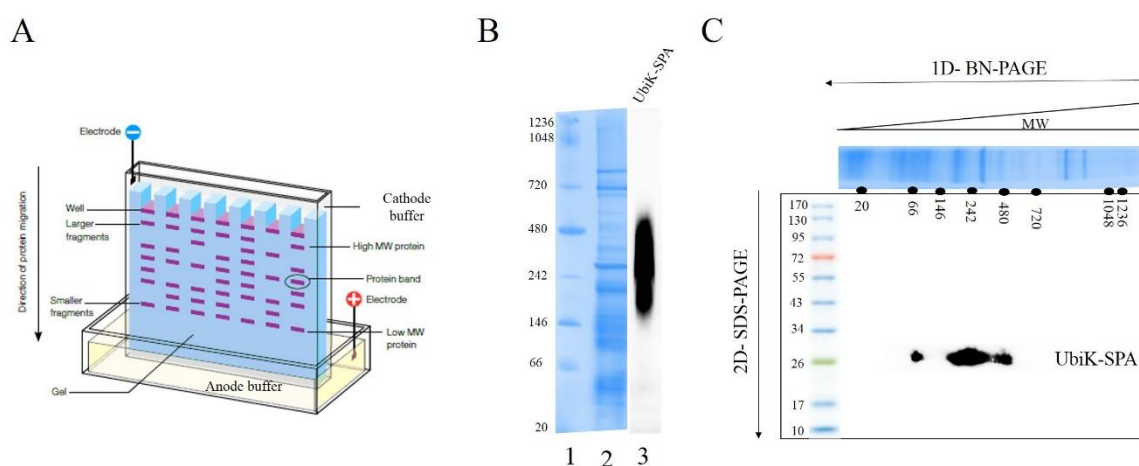 A
Electrode
Direction of protein migration
Well
Larger
fragments
Smaller
fragments
Gel
Cathode
buffer
High MW protein
Protein band
Electrode
Low MW
protein
Anode buffer
B
UbiK-SPA
1236
1048
720
480
242
146
66
20
1 2 3
C
1D- BN-PAGE
MW
20 66 146 242 480 720 1048 1236
2D- SDS-PAGE
170
130
95
72
55
43
34
26
17
10
UbiK-SPA